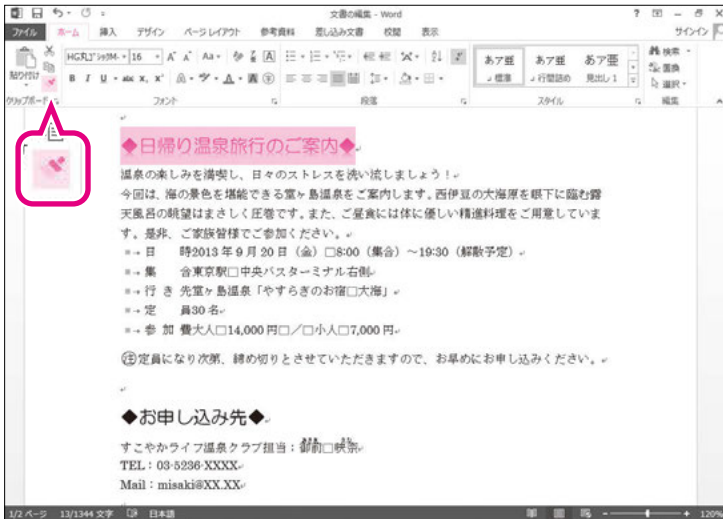 文書の編集 - Word
ファイル ホーム 挿入 デザイン ページレイアウト 参考資料 差し込み文書 校閲 表示 サインイン
貼り付け
16
B I U abc x, x²
あア亜 あア亜 あア亜
標準 行間詰め 見出し 1
検索
置換
選択
クリップボード フォント 段落 スタイル 編集
◆日帰り温泉旅行のご案内◆
温泉の楽しみを満喫し、日々のストレスを洗い流しましょう！
今回は、海の景色を堪能できる堂ヶ島温泉をご案内します。西伊豆の大海原を眼下に臨む露
天風呂の眺望はまさしく圧巻です。また、ご昼食には体に優しい精進料理をご用意していま
す。是非、ご家族皆様でご参加ください。
日　　時2013 年 9 月 20 日（金）□8:00（集合）～19:30（解散予定）
集　　合東京駅□中央バスターミナル右側
行 き 先堂ヶ島温泉「やすらぎのお宿□大海」
定　　員30 名
参 加 費大人□14,000 円□／□小人□7,000 円
㊟定員になり次第、締め切りとさせていただきますので、お早めにお申し込みください。
◆お申し込み先◆
すこやかライフ温泉クラブ担当：御前□映奈
TEL：03-5236-XXXX
Mail：misaki@XX.XX
1/2 ページ 13/1344 文字 日本語 120%